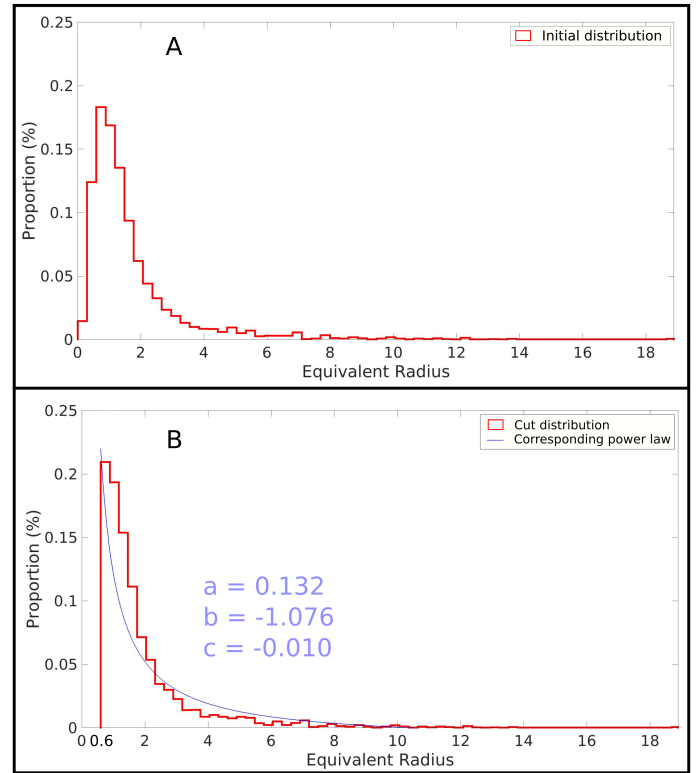 0.25
A
Initial distribution
0.2
0.15
Proportion (%)
0.1
0.05
0
0 2 4 6 8 10 12 14 16 18
Equivalent Radius
0.25
B
Cut distribution
Corresponding power law
0.2
0.15
Proportion (%)
a = 0.132
0.1
b = -1.076
c = -0.010
0.05
0
0 0.6 2 4 6 8 10 12 14 16 18
Equivalent Radius